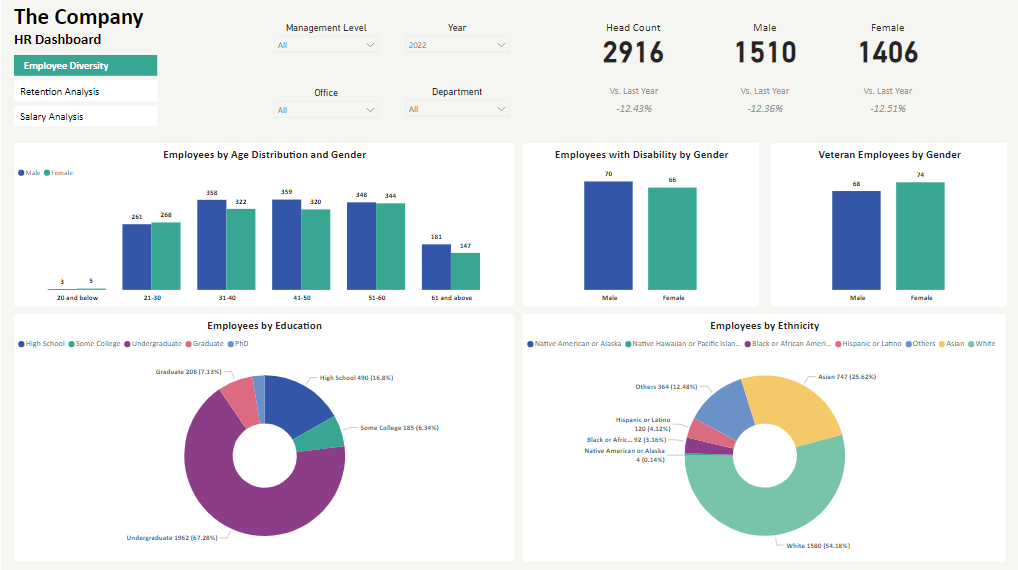 The Company
HR Dashboard
Employee Diversity
Retention Analysis
Salary Analysis
Management Level
All
Year
2022
Office
All
Department
All
Head Count
2916
Vs. Last Year
-12.43%
Male
1510
Vs. Last Year
-12.36%
Female
1406
Vs. Last Year
-12.51%
Employees by Age Distribution and Gender
Male Female
3 5 261 268 358 322 359 320 348 344 181 147
20 and below 21-30 31-40 41-50 51-60 61 and above
Employees with Disability by Gender
70 66
Male Female
Veteran Employees by Gender
68 74
Male Female
Employees by Education
High School Some College Undergraduate Graduate PhD
Graduate 208 (7.13%)
High School 490 (16.8%)
Some College 185 (6.34%)
Undergraduate 1962 (67.28%)
Employees by Ethnicity
Native American or Alaska Native Hawaiian or Pacific Islan... Black or African Ameri... Hispanic or Latino Others Asian White
Asian 747 (25.62%)
Others 364 (12.48%)
Hispanic or Latino
120 (4.12%)
Black or Afric... 92 (3.16%)
Native American or Alaska
4 (0.14%)
White 1580 (54.18%)